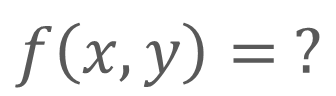 f(x, y) = ?